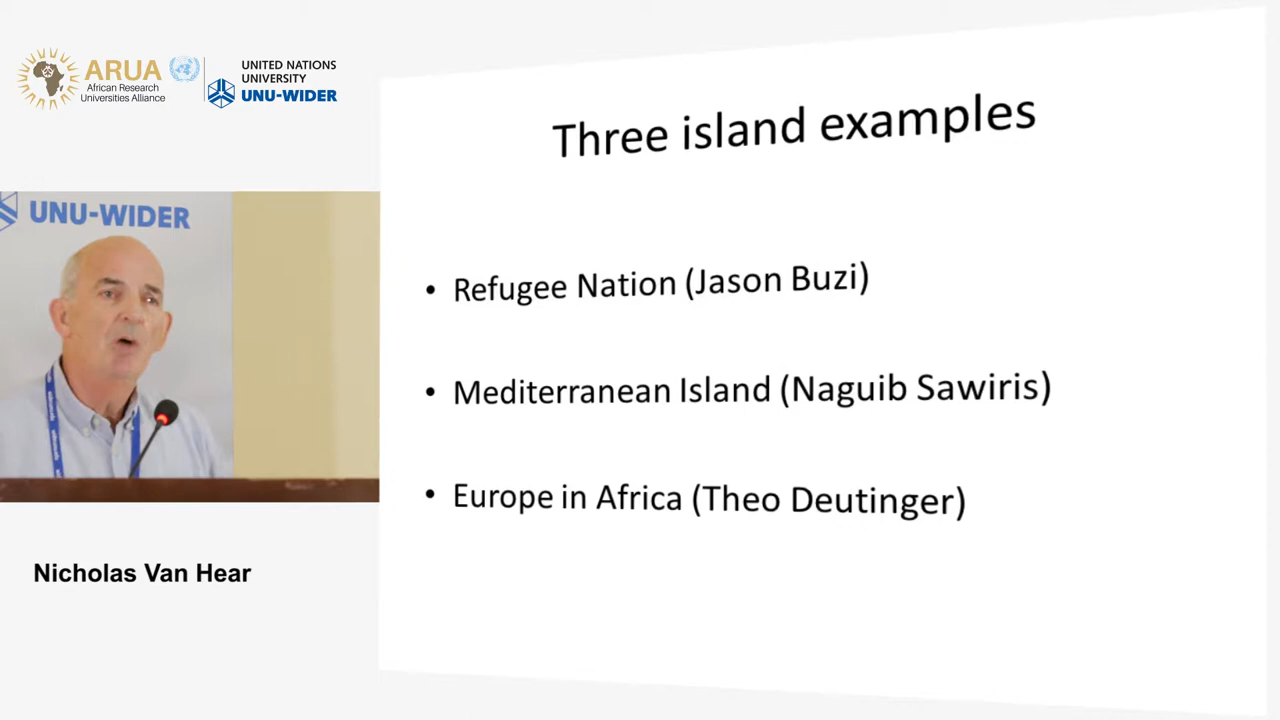 ARUA
African Research
Universities Alliance
UNITED NATIONS
UNIVERSITY
UNU-WIDER
UNU-WIDER
Nicholas Van Hear
Three island examples
• Refugee Nation (Jason Buzi)
• Mediterranean Island (Naguib Sawiris)
• Europe in Africa (Theo Deutinger)